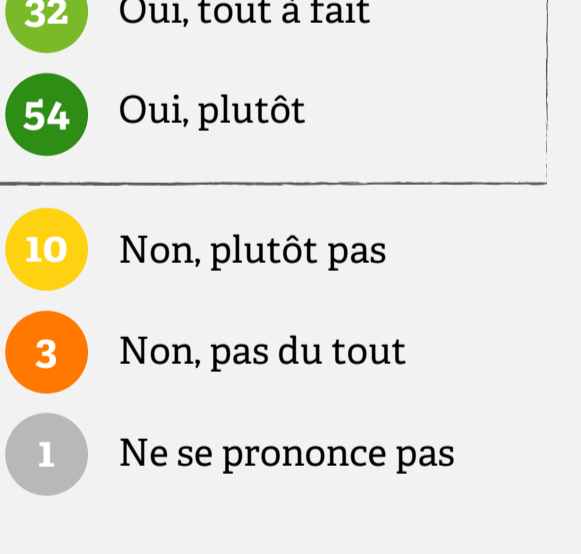 32 Oui, tout à fait
54 Oui, plutôt
10 Non, plutôt pas
3 Non, pas du tout
1 Ne se prononce pas